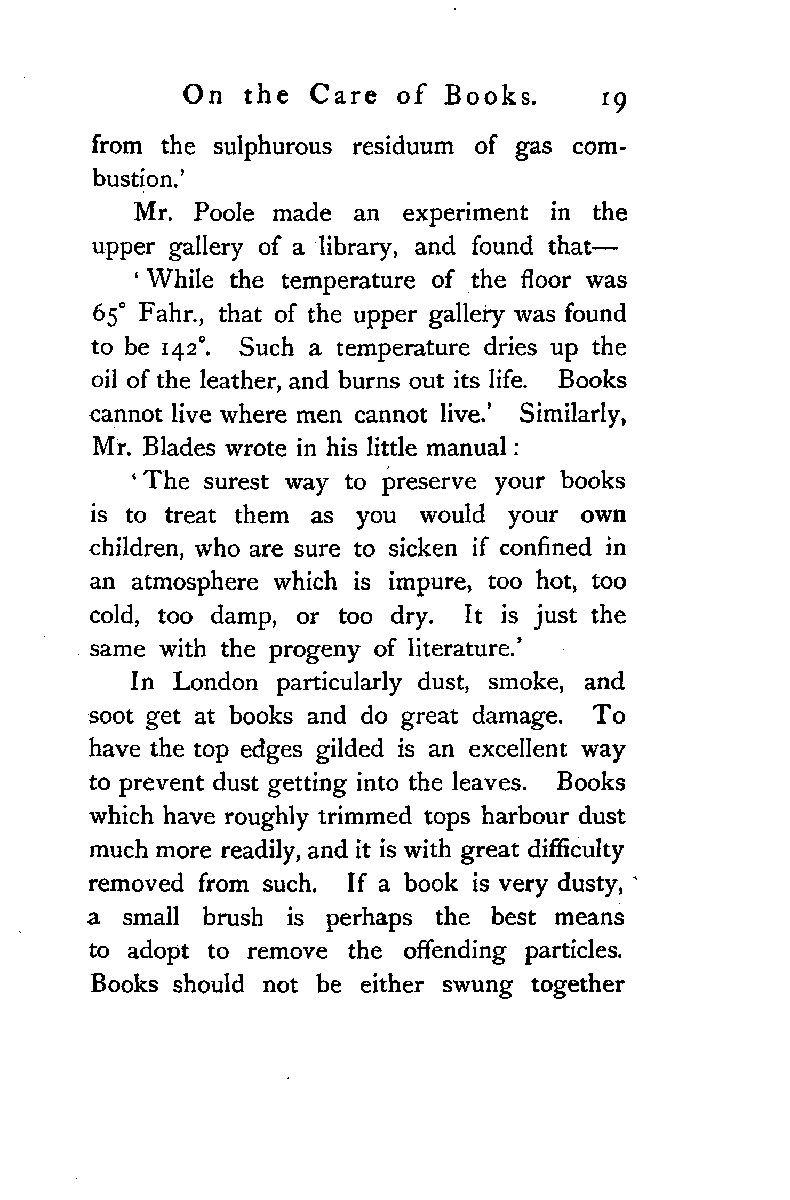 On the Care of Books. 19
from the sulphurous residuum of gas com-
bustion.’
Mr. Poole made an experiment in the
upper gallery of a library, and found that—
‘ While the temperature of the floor was
65° Fahr., that of the upper gallery was found
to be 142°. Such a temperature dries up the
oil of the leather, and burns out its life. Books
cannot live where men cannot live.’ Similarly,
Mr. Blades wrote in his little manual :
‘ The surest way to preserve your books
is to treat them as you would your own
children, who are sure to sicken if confined in
an atmosphere which is impure, too hot, too
cold, too damp, or too dry. It is just the
same with the progeny of literature.’
In London particularly dust, smoke, and
soot get at books and do great damage. To
have the top edges gilded is an excellent way
to prevent dust getting into the leaves. Books
which have roughly trimmed tops harbour dust
much more readily, and it is with great difficulty
removed from such. If a book is very dusty,
a small brush is perhaps the best means
to adopt to remove the offending particles.
Books should not be either swung together